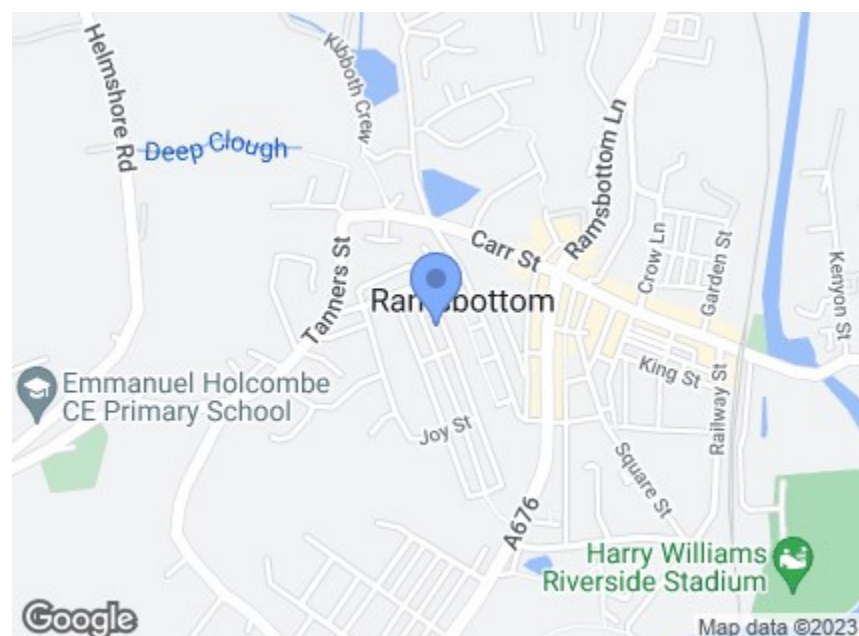 Helmshore Rd
Kibboth Crew
Deep Clough
Ramsbottom Ln
Crow Ln
Garden St
Kenyon St
Carr St
Tanners St
Ramsbottom
King St
Railway St
Emmanuel Holcombe
CE Primary School
Joy St
Square St
A676
Harry Williams
Riverside Stadium
Google
Map data ©2023